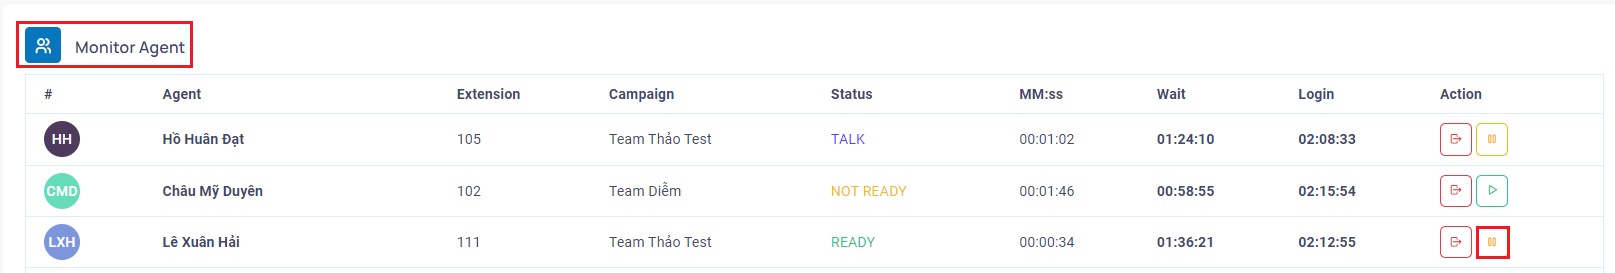 Monitor Agent
# Agent Extension Campaign Status MM:ss Wait Login Action
HH Hồ Huân Đạt 105 Team Thảo Test TALK 00:01:02 01:24:10 02:08:33
CMD Châu Mỹ Duyên 102 Team Diễm NOT READY 00:01:46 00:58:55 02:15:54
LXH Lê Xuân Hải 111 Team Thảo Test READY 00:00:34 01:36:21 02:12:55